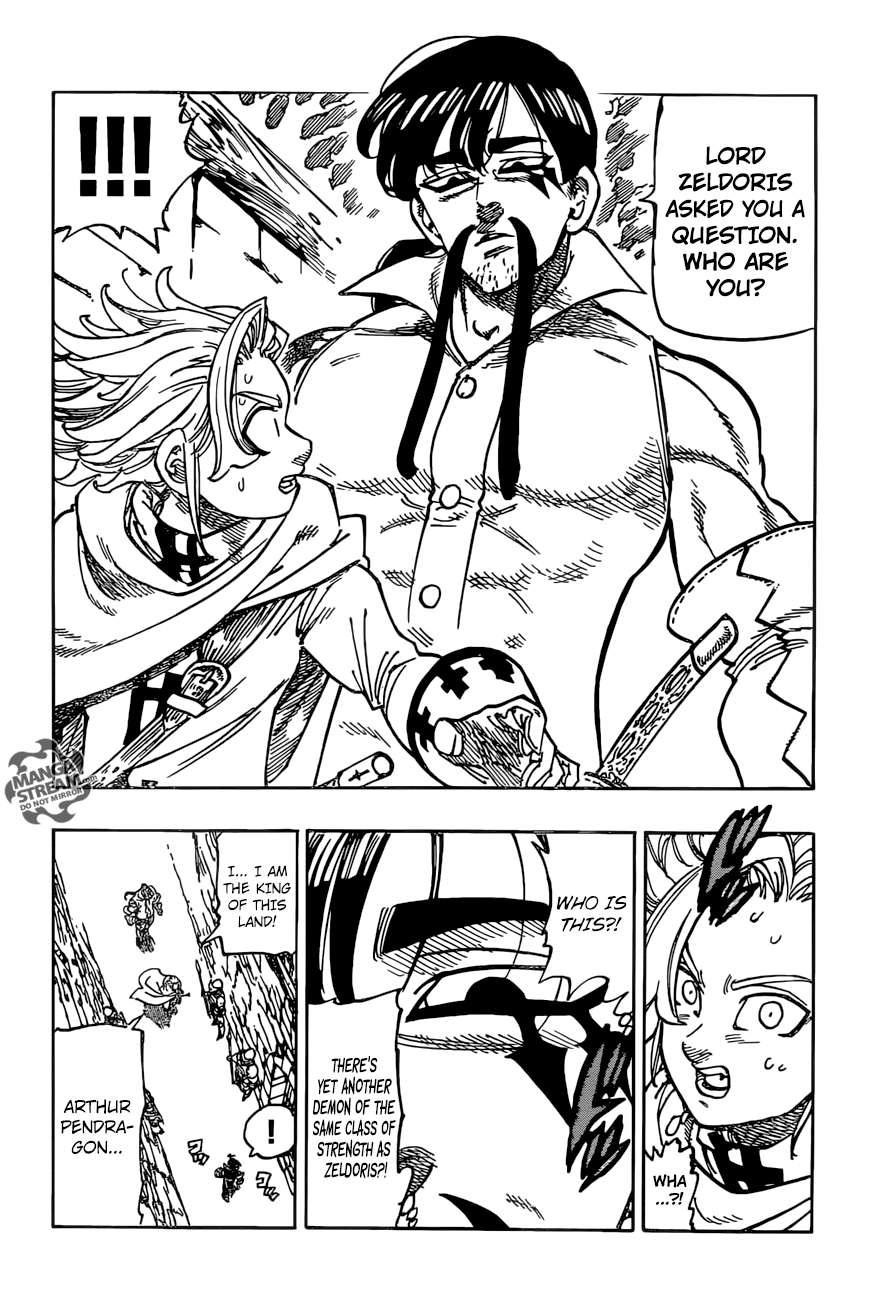 !!!
LORD
ZELDORIS
ASKED YOU A
QUESTION.
WHO ARE
YOU?
MANGA
STREAM.com
DO NOT MIRROR
WHA
...?!
WHO IS
THIS?!
THERE'S
YET ANOTHER
DEMON OF THE
SAME CLASS OF
STRENGTH AS
ZELDORIS?!
I... I AM
THE KING
OF THIS
LAND!
ARTHUR
PENDRA-
GON...
!